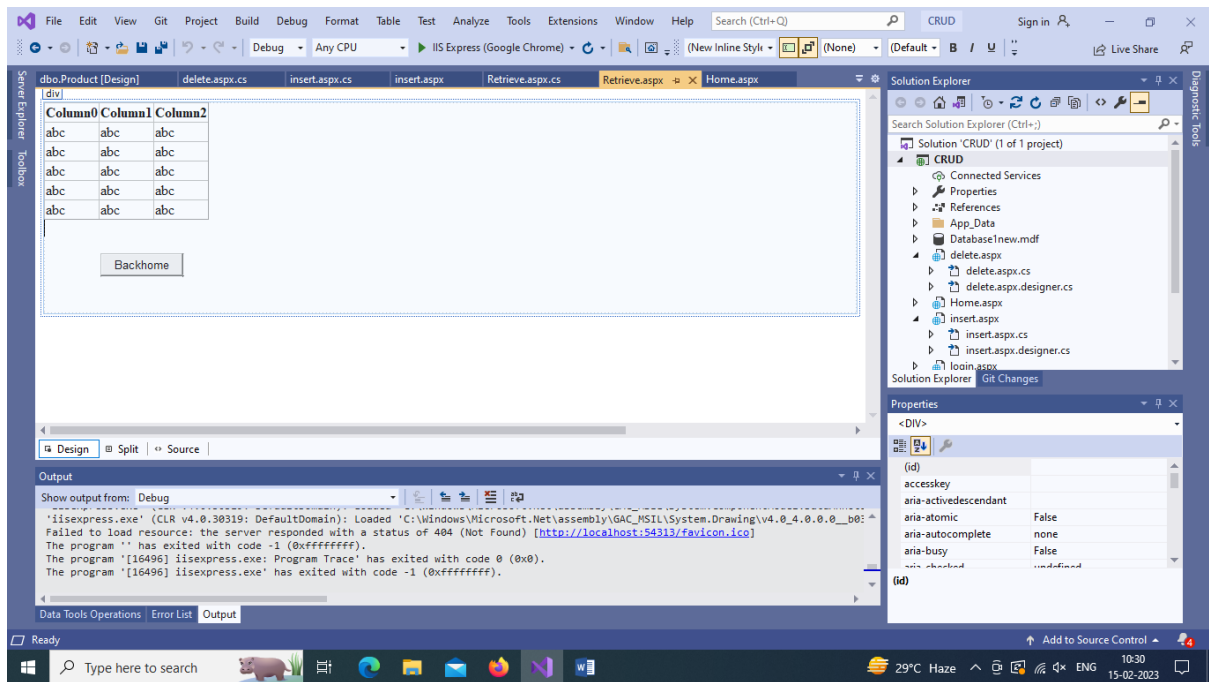 File Edit View Git Project Build Debug Format Table Test Analyze Tools Extensions Window Help Search (Ctrl+Q) CRUD Sign in
Debug Any CPU IIS Express (Google Chrome) (New Inline Style (None) (Default B I U Live Share
Server Explorer
Toolbox
dbo.Product [Design] delete.aspx.cs insert.aspx.cs insert.aspx Retrieve.aspx.cs Retrieve.aspx Home.aspx
div
Column0 Column1 Column2
abc abc abc
abc abc abc
abc abc abc
abc abc abc
abc abc abc
Backhome
Design Split Source
Output
Show output from: Debug
'iisexpress.exe' (CLR v4.0.30319: DefaultDomain): Loaded 'C:\Windows\Microsoft.Net\assembly\GAC_MSIL\System.Drawing\v4.0_4.0.0.0__b03
Failed to load resource: the server responded with a status of 404 (Not Found) [http://localhost:54313/favicon.ico]
The program '' has exited with code -1 (0xffffffff).
The program '[16496] iisexpress.exe: Program Trace' has exited with code 0 (0x0).
The program '[16496] iisexpress.exe' has exited with code -1 (0xffffffff).
Data Tools Operations Error List Output
Solution Explorer
Search Solution Explorer (Ctrl+;)
Solution 'CRUD' (1 of 1 project)
CRUD
Connected Services
Properties
References
App_Data
Database1new.mdf
delete.aspx
delete.aspx.cs
delete.aspx.designer.cs
Home.aspx
insert.aspx
insert.aspx.cs
insert.aspx.designer.cs
login.aspx
Solution Explorer Git Changes
Properties
<DIV>
(id)
accesskey
aria-activedescendant
aria-atomic False
aria-autocomplete none
aria-busy False
aria-checked undefined
(id)
Diagnostic Tools
Ready Add to Source Control 4
Type here to search 29°C Haze ENG 10:30
15-02-2023